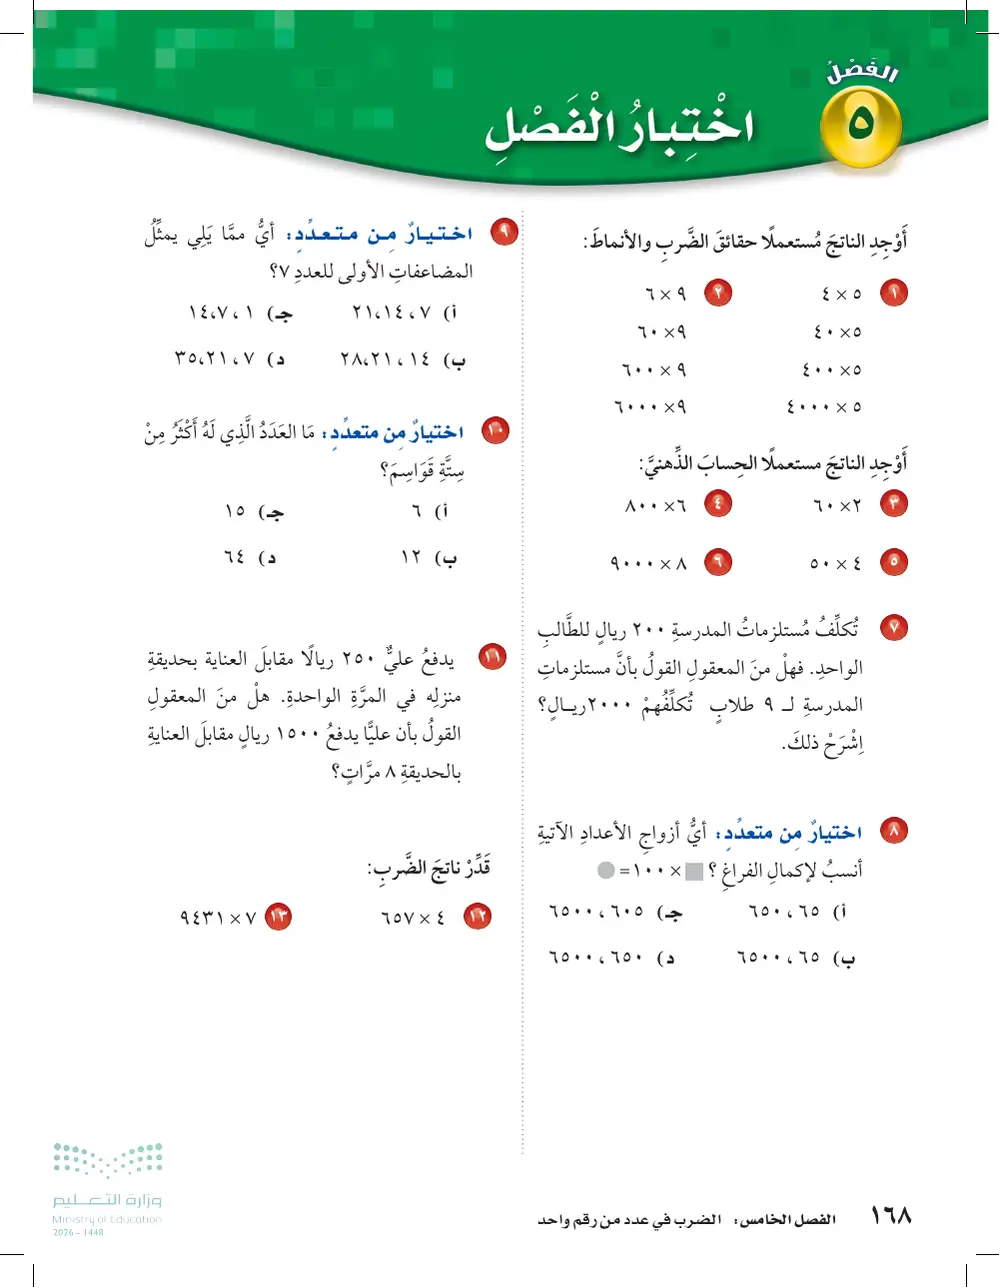 الفَصْلُ
٥
اخْتِبارُ الْفَصْلِ
أَوْجِدِ الناتجَ مُستعملًا حقائقَ الضَّربِ والأنماطَ:
١ ٥ × ٤
٥× ٤٠
٥× ٤٠٠
٥ × ٤٠٠٠
٢ ٩ × ٦
٩× ٦٠
٩ × ٦٠٠
٩× ٦٠٠٠
أَوْجِدِ الناتجَ مستعملًا الحِسابَ الذِّهنيَّ:
٣ ٢× ٦٠
٤ ٦× ٨٠٠
٥ ٤ × ٥٠
٦ ٨ × ٩٠٠٠
٧ تُكلِّفُ مُستلزماتُ المدرسةِ ٢٠٠ ريالٍ للطَّالبِ
الواحدِ. فهلْ منَ المعقولِ القولُ بأنَّ مستلزماتِ
المدرسةِ لـ ٩ طلابٍ تُكلِّفُهمْ ٢٠٠٠ريـالٍ؟
اِشْرَحْ ذلكَ.
٨ اختيارٌ مِن متعدِّدٍ: أيُّ أزواجِ الأعدادِ الآتيةِ
أنسبُ لإكمالِ الفراغِ ؟ ■ × ١٠٠ = ●
أ) ٦٥ ، ٦٥٠
جـ) ٦٠٥ ، ٦٥٠٠
ب) ٦٥ ، ٦٥٠٠
د) ٦٥٠ ، ٦٥٠٠
٩ اختيارٌ مِن متعدِّدٍ: أيُّ ممَّا يَلِي يمثِّلُ
المضاعفاتِ الأولى للعددِ ٧؟
أ) ٧ ، ١٤، ٢١
جـ) ١ ، ٧، ١٤
ب) ١٤ ، ٢١، ٢٨
د) ٧ ، ٢١، ٣٥
١٠ اختيارٌ مِن متعدِّدٍ: مَا العَدَدُ الَّذِي لَهُ أَكْثَرُ مِنْ
سِتَّةِ قَوَاسِمَ؟
أ) ٦
جـ) ١٥
ب) ١٢
د) ٦٤
١١ يدفعُ عليٌّ ٢٥٠ ريالًا مقابلَ العناية بحديقةِ
منزلِه في المرَّةِ الواحدةِ. هلْ منَ المعقولِ
القولُ بأن عليًّا يدفعُ ١٥٠٠ ريالٍ مقابلَ العنايةِ
بالحديقةِ ٨ مرَّاتٍ؟
قَدِّرْ ناتجَ الضَّربِ:
١٢ ٤ × ٦٥٧
١٣ ٧ × ٩٤٣١
وزارة التعـلـيم
Ministry of Education
2026 - 1448
١٦٨ الفصل الخامس: الضرب في عدد من رقم واحد